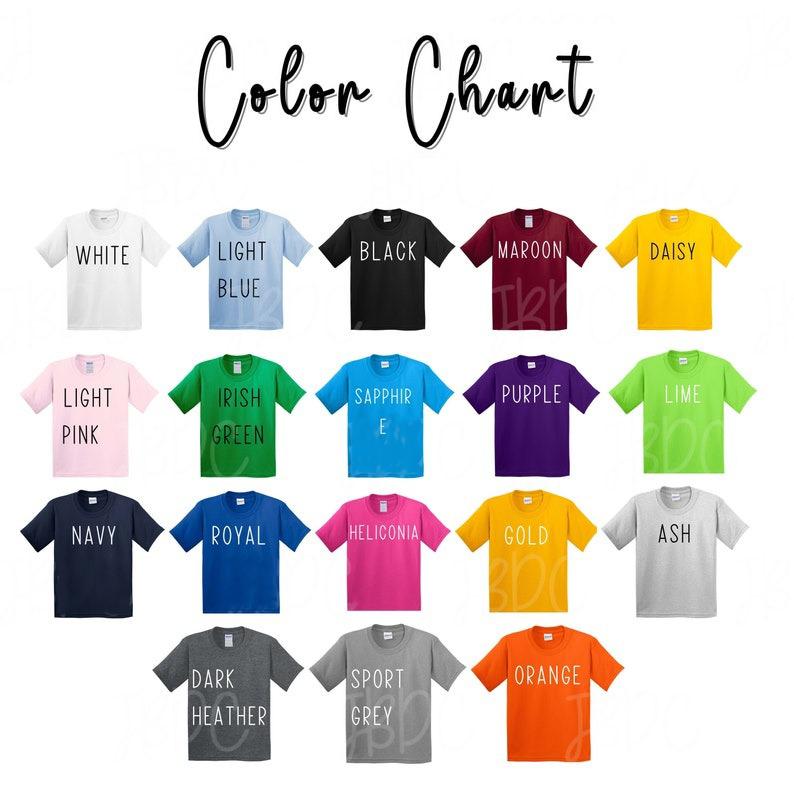 Color Chart
WHITE
LIGHT
BLUE
BLACK
MAROON
DAISY
LIGHT
PINK
IRISH
GREEN
SAPPHIR
E
PURPLE
LIME
NAVY
ROYAL
HELICONIA
GOLD
ASH
DARK
HEATHER
SPORT
GREY
ORANGE
JBDC